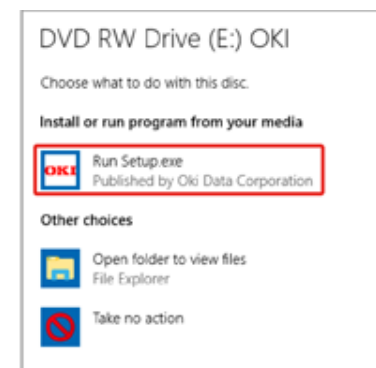 DVD RW Drive (E:) OKI
Choose what to do with this disc.
Install or run program from your media
OKI
Run Setup.exe
Published by Oki Data Corporation
Other choices
Open folder to view files
File Explorer
Take no action